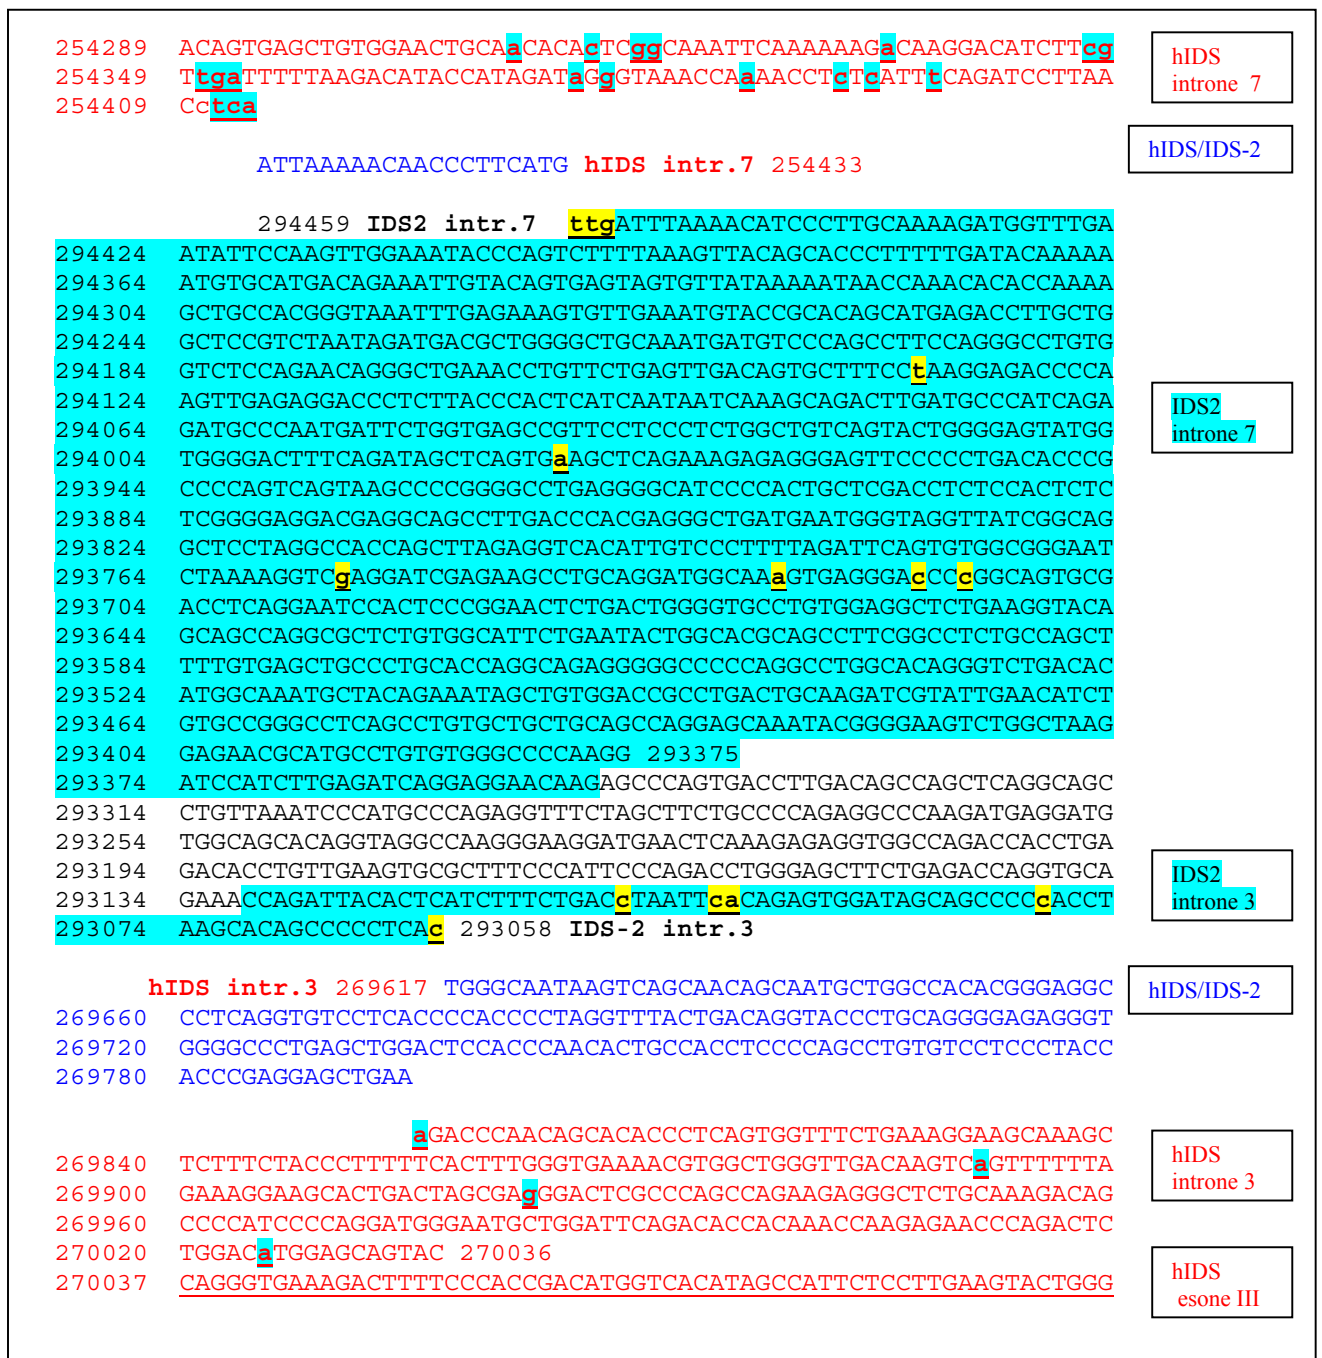 254289 ACAGTGAGCTGTGGAACTGCAaCACAcTCggCAAATTCAAAAAAGaCAAGGACATCTTcg
hIDS
introne 7
254349 TtgaTTTTTAAGACATACCATAGATaGgGTAAACCAaAACCTcTcATTtCAGATCCTTAA
254409 Cctca
hIDS/IDS-2
ATTAAAAACAACCCTTCATG hIDS intr.7 254433
294459 IDS2 intr.7 ttgATTTAAAACATCCCTTGCAAAAGATGGTTTGA
294424 ATATTCCAAGTTGGAAATACCCAGTCTTTTAAAGTTACAGCACCCTTTTTGATACAAAAA
294364 ATGTGCATGACAGAAATTGTACAGTGAGTAGTGTTATAAAAATAACCAAACACACCAAAA
294304 GCTGCCACGGGTAAATTTGAGAAAGTGTTGAAATGTACCGCACAGCATGAGACCTTGCTG
294244 GCTCCGTCTAATAGATGACGCTGGGGCTGCAAATGATGTCCCAGCCTTCCAGGGCCTGTG
294184 GTCTCCAGAACAGGGCTGAAACCTGTTCTGAGTTGACAGTGCTTTCCtAAGGAGACCCCA
294124 AGTTGAGAGGACCCTCTTACCCACTCATCAATAATCAAAGCAGACTTGATGCCCATCAGA
IDS2
introne 7
294064 GATGCCCAATGATTCTGGTGAGCCGTTCCTCCCTCTGGCTGTCAGTACTGGGGAGTATGG
294004 TGGGGACTTTCAGATAGCTCAGTGaAGCTCAGAAAGAGAGGGAGTTCCCCCTGACACCCG
293944 CCCCAGTCAGTAAGCCCCGGGGCCTGAGGGGCATCCCCACTGCTCGACCTCTCCACTCTC
293884 TCGGGGAGGACGAGGCAGCCTTGACCCACGAGGGCTGATGAATGGGTAGGTTATCGGCAG
293824 GCTCCTAGGCCACCAGCTTAGAGGTCACATTGTCCCTTTTAGATTCAGTGTGGCGGGAAT
293764 CTAAAAGGTCgAGGATCGAGAAGCCTGCAGGATGGCAAaGTGAGGGAcCCcGGCAGTGCG
293704 ACCTCAGGAATCCACTCCCGGAACTCTGACTGGGGTGCCTGTGGAGGCTCTGAAGGTACA
293644 GCAGCCAGGCGCTCTGTGGCATTCTGAATACTGGCACGCAGCCTTCGGCCTCTGCCAGCT
293584 TTTGTGAGCTGCCCTGCACCAGGCAGAGGGGGCCCCCAGGCCTGGCACAGGGTCTGACAC
293524 ATGGCAAATGCTACAGAAATAGCTGTGGACCGCCTGACTGCAAGATCGTATTGAACATCT
293464 GTGCCGGGCCTCAGCCTGTGCTGCTGCAGCCAGGAGCAAATACGGGGAAGTCTGGCTAAG
293404 GAGAACGCATGCCTGTGTGGGCCCCAAGG 293375
293374 ATCCATCTTGAGATCAGGAGGAACAAGAGCCCAGTGACCTTGACAGCCAGCTCAGGCAGC
293314 CTGTTAAATCCCATGCCCAGAGGTTTCTAGCTTCTGCCCCAGAGGCCCAAGATGAGGATG
293254 TGGCAGCACAGGTAGGCCAAGGGAAGGATGAACTCAAAGAGAGGTGGCCAGACCACCTGA
293194 GACACCTGTTGAAGTGCGCTTTCCCATTCCCAGACCTGGGAGCTTCTGAGACCAGGTGCA
IDS2
introne 3
293134 GAAACCAGATTACACTCATCTTTCTGACcTAATTcaCAGAGTGGATAGCAGCCCCcACCT
293074 AAGCACAGCCCCCTCAc 293058 IDS-2 intr.3
hIDS intr.3 269617 TGGGCAATAAGTCAGCAACAGCAATGCTGGCCACACGGGAGGC
hIDS/IDS-2
269660 CCTCAGGTGTCCTCACCCCACCCCTAGGTTTACTGACAGGTACCCTGCAGGGGAGAGGGT
269720 GGGGCCCTGAGCTGGACTCCACCCAACACTGCCACCTCCCCAGCCTGTGTCCTCCCTACC
269780 ACCCGAGGAGCTGAA
aGACCCAACAGCACACCCTCAGTGGTTTCTGAAAGGAAGCAAAGC
hIDS
introne 3
269840 TCTTTCTACCCTTTTTCACTTTGGGTGAAAACGTGGCTGGGTTGACAAGTCaGTTTTTTA
269900 GAAAGGAAGCACTGACTAGCGAgGGACTCGCCCAGCCAGAAGAGGGCTCTGCAAAGACAG
269960 CCCCATCCCCAGGATGGGAATGCTGGATTCAGACACCACAAACCAAGAGAACCCAGACTC
270020 TGGACaTGGAGCAGTAC 270036
270037 CAGGGTGAAAGACTTTTCCCACCGACATGGTCACATAGCCATTCTCCTTGAAGTACTGGG
hIDS
esone III